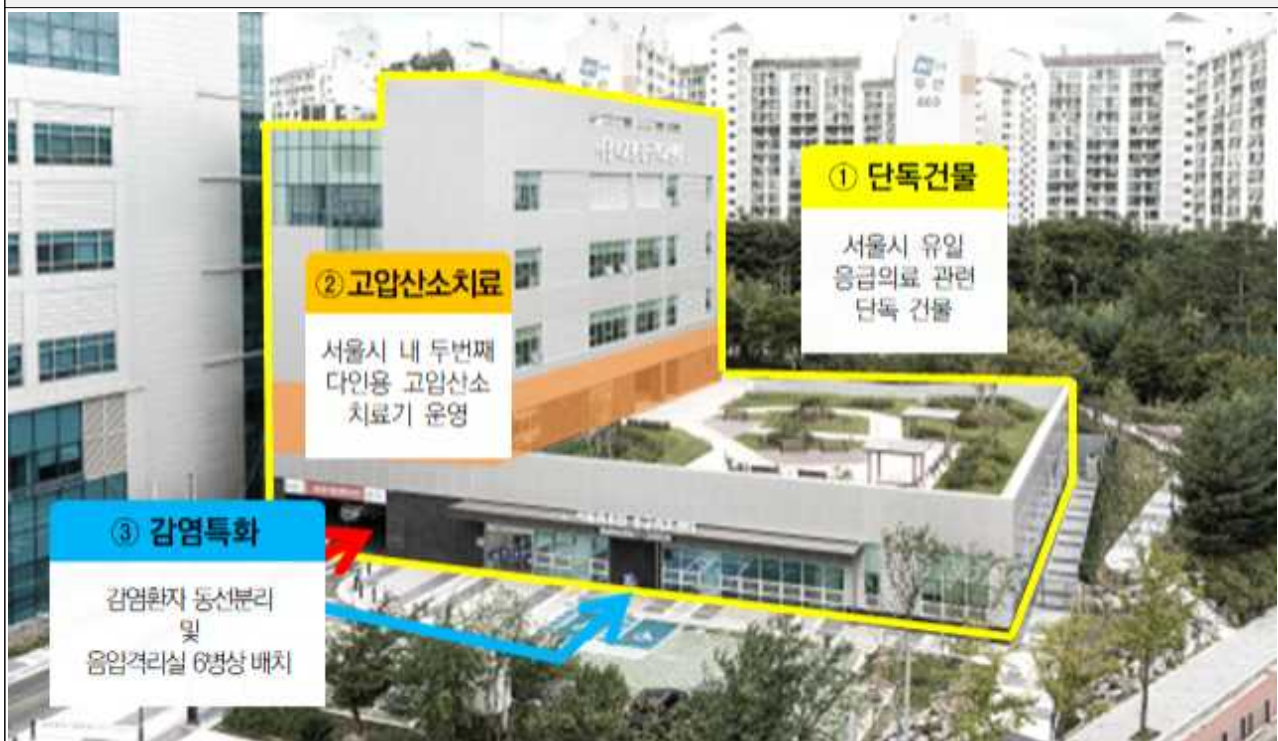 ① 단독건물
서울시 유일
응급의료 관련
단독 건물
② 고압산소치료
서울시 내 두번째
다인용 고압산소
치료기 운영
③ 감염특화
감염환자 동선분리
및
음압격리실 6병상 배치